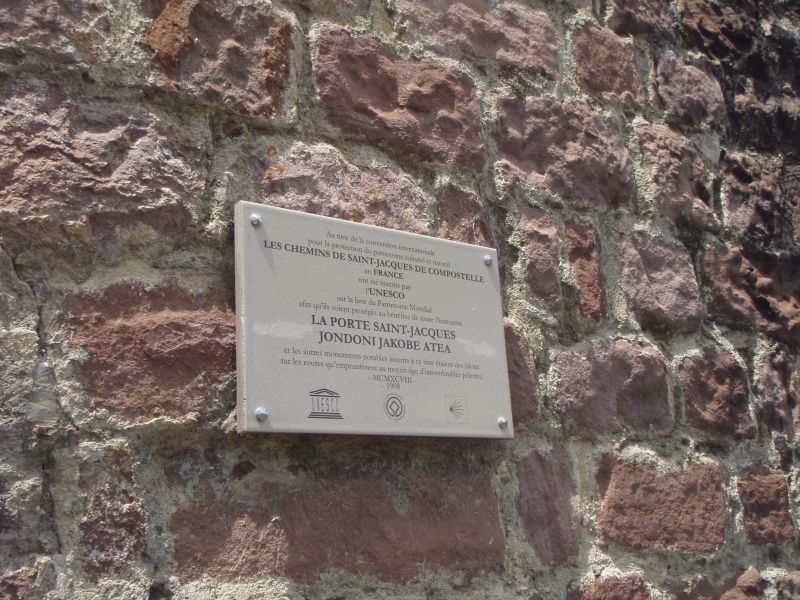 Au titre de la convention internationale
pour la protection du patrimoine culturel et naturel
LES CHEMINS DE SAINT-JACQUES DE COMPOSTELLE
en FRANCE
ont été inscrits par
l'UNESCO
sur la liste du Patrimoine Mondial
afin qu'ils soient protégés au bénéfice de toute l'humanité.
LA PORTE SAINT-JACQUES
JONDONI JAKOBE ATEA
et les autres monuments notables inscrits à ce titre étaient des jalons
sur les routes qu'empruntèrent au moyen-âge d'innombrables pèlerins.
- MCMXCVIII -
- 1998 -
UNESCO